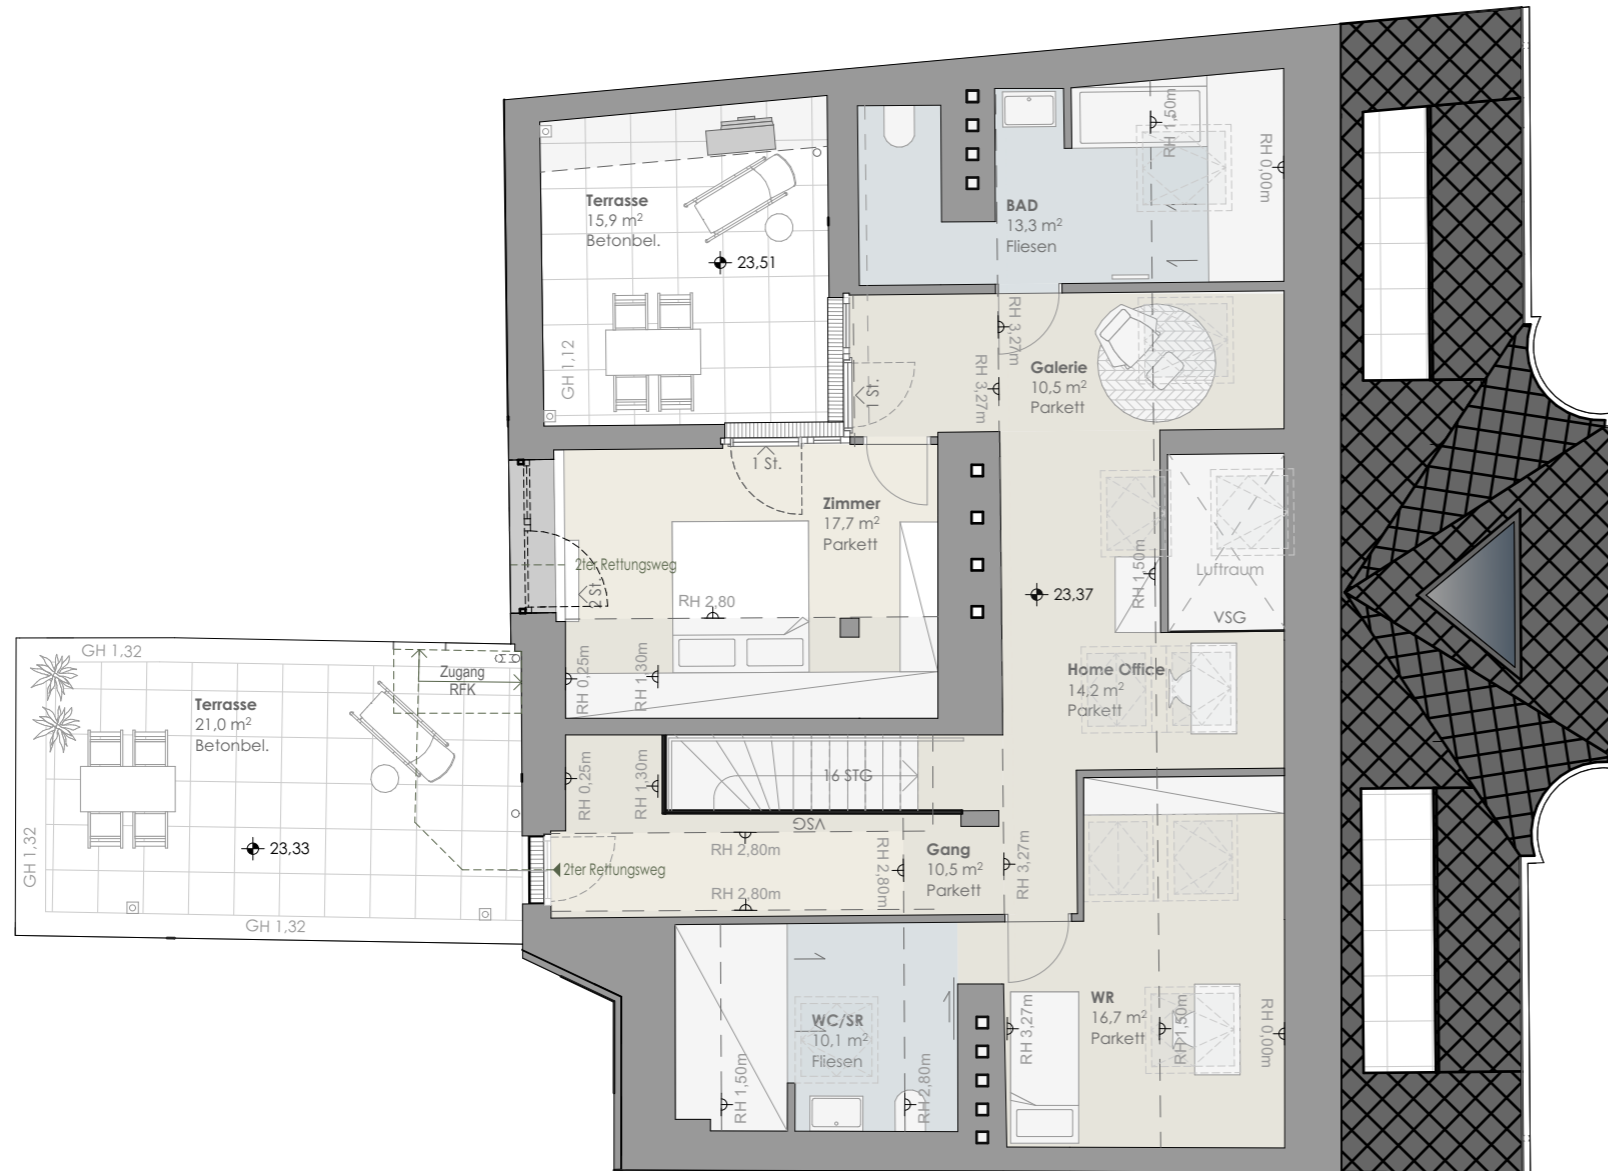 RH 1,50m
RH 0,00m
Terrasse
15,9 m²
Betonbel.
23,51
BAD
13,3 m²
Fliesen
GH 1,12
RH 3,27m
RH 3,27m
Galerie
10,5 m²
Parkett
1 St.
1 St.
Zimmer
17,7 m²
Parkett
2ter Rettungsweg
2 St.
RH 2,80
RH 1,50m
Luftraum
VSG
23,37
GH 1,32
Zugang
RFK
RH 0,25m
RH 1,30m
Home Office
14,2 m²
Parkett
Terrasse
21,0 m²
Betonbel.
RH 0,25m
RH 1,30m
16 STG
VSG
GH 1,32
23,33
2ter Rettungsweg
RH 2,80m
RH 2,80m
RH 2,80m
Gang
10,5 m²
Parkett
RH 3,27m
GH 1,32
WC/SR
10,1 m²
Fliesen
RH 1,50m
RH 2,80m
RH 3,27m
WR
16,7 m²
Parkett
RH 1,50m
RH 0,00m